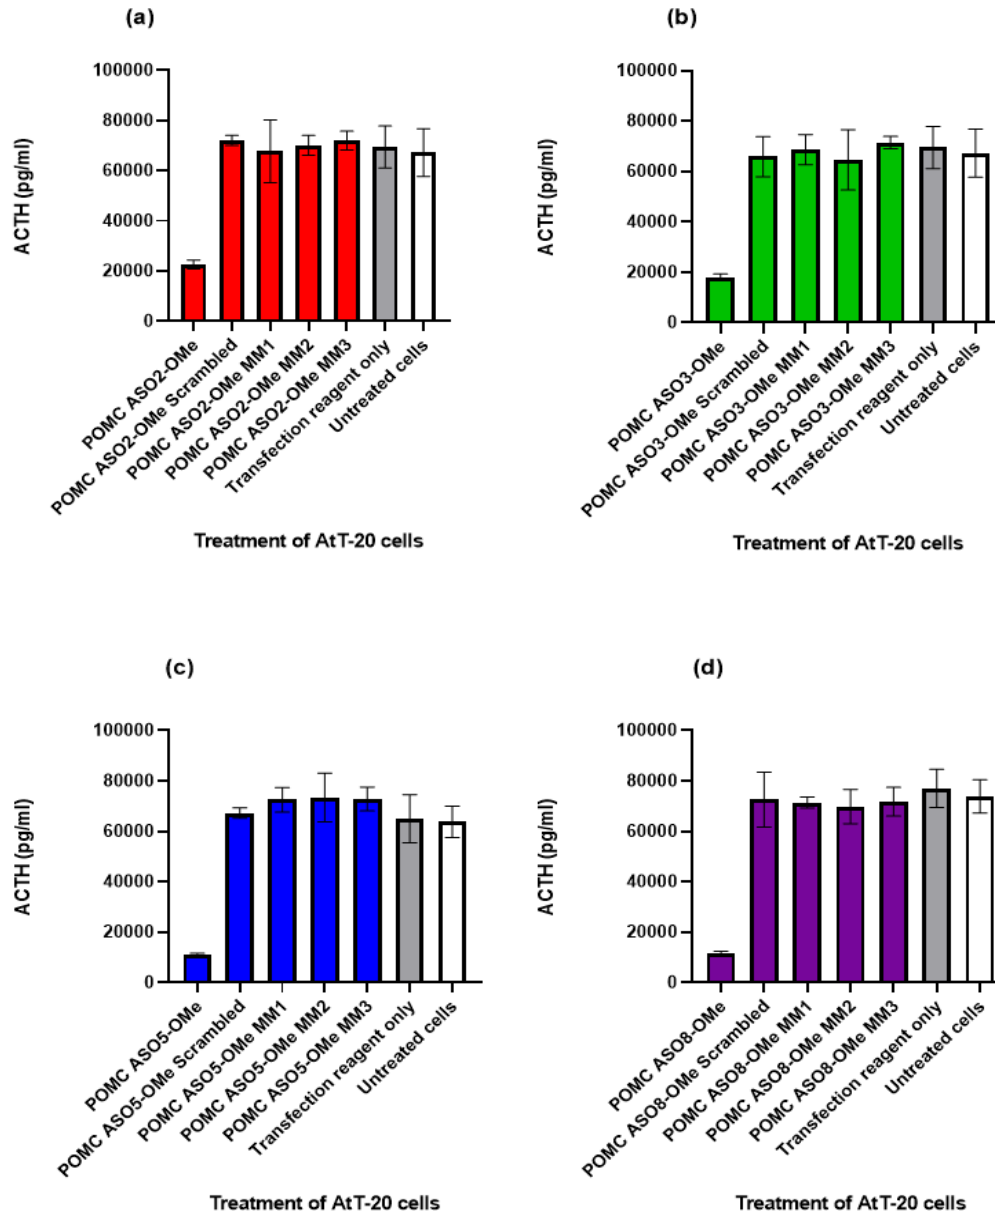 (a)
100000
80000
60000
40000
20000
0
ACTH (pg/ml)
POMC ASO2-OMe
POMC ASO2-OMe Scrambled
POMC ASO2-OMe MM1
POMC ASO2-OMe MM2
POMC ASO2-OMe MM3
Transfection reagent only
Untreated cells
Treatment of AtT-20 cells
(b)
100000
80000
60000
40000
20000
0
ACTH (pg/ml)
POMC ASO3-OMe
POMC ASO3-OMe Scrambled
POMC ASO3-OMe MM1
POMC ASO3-OMe MM2
POMC ASO3-OMe MM3
Transfection reagent only
Untreated cells
Treatment of AtT-20 cells
(c)
100000
80000
60000
40000
20000
0
ACTH (pg/ml)
POMC ASO5-OMe
POMC ASO5-OMe Scrambled
POMC ASO5-OMe MM1
POMC ASO5-OMe MM2
POMC ASO5-OMe MM3
Transfection reagent only
Untreated cells
Treatment of AtT-20 cells
(d)
100000
80000
60000
40000
20000
0
ACTH (pg/ml)
POMC ASO8-OMe
POMC ASO8-OMe Scrambled
POMC ASO8-OMe MM1
POMC ASO8-OMe MM2
POMC ASO8-OMe MM3
Transfection reagent only
Untreated cells
Treatment of AtT-20 cells